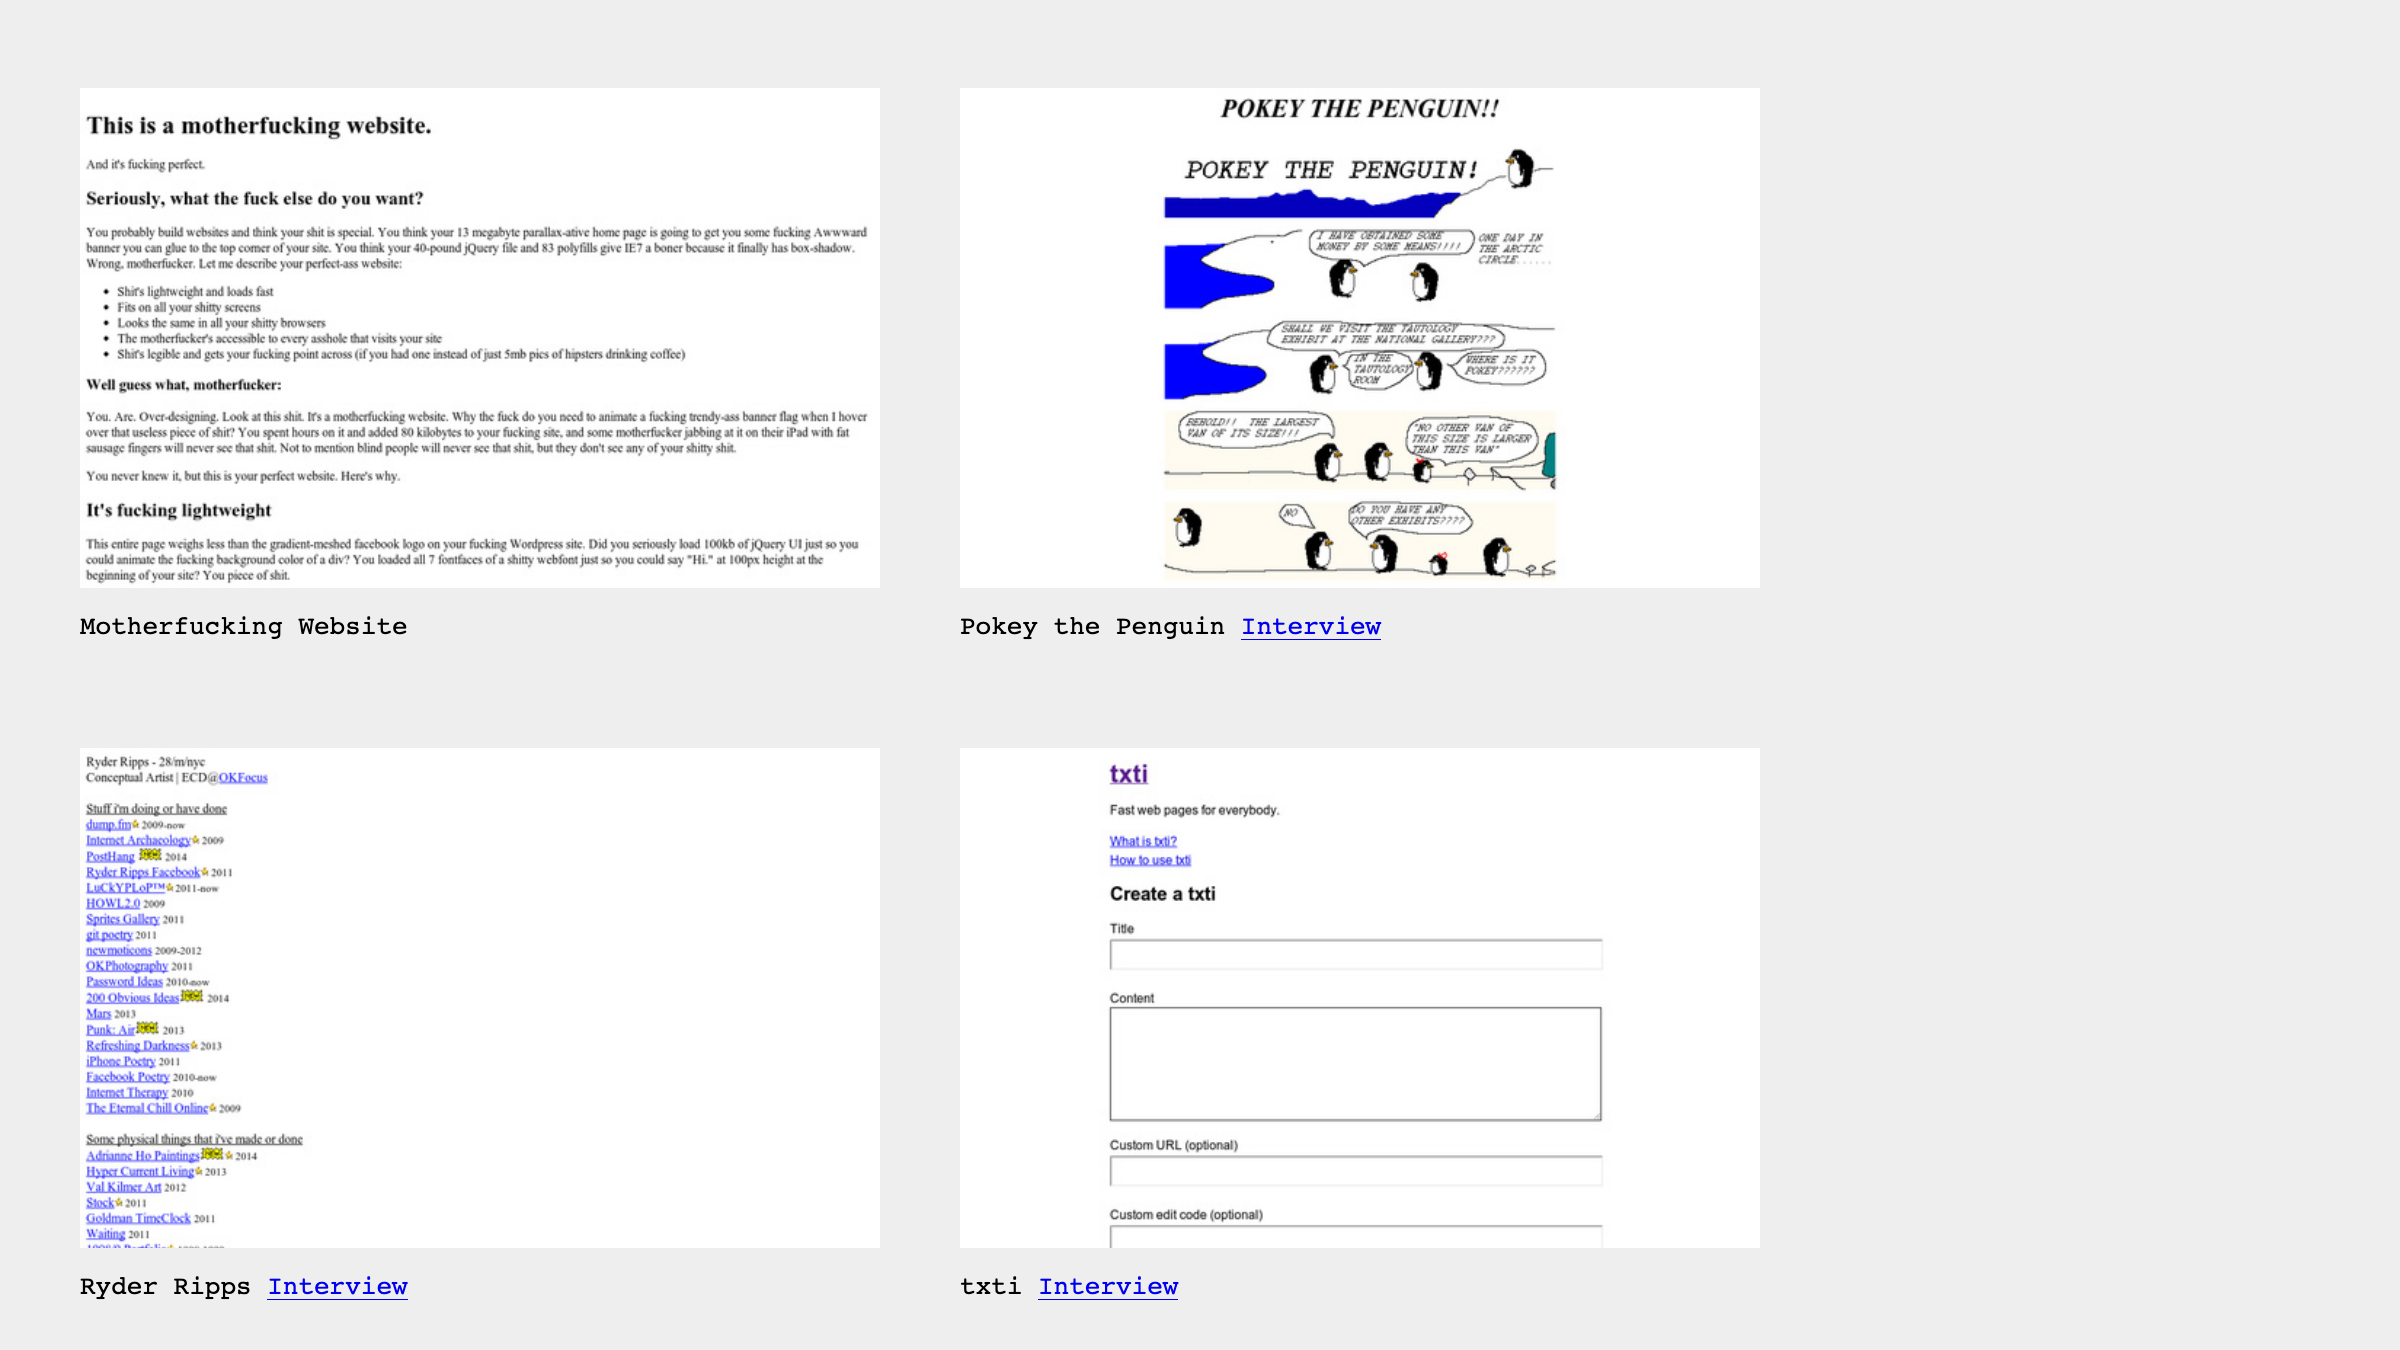 This is a motherfucking website.
And it's fucking perfect.
Seriously, what the fuck else do you want?
You probably build websites and think your shit is special. You think your 13 megabyte parallax-ative home page is going to get you some fucking Awwward
banner you can glue to the top corner of your site. You think your 40-pound jQuery file and 83 polyfills give IE7 a boner because it finally has box-shadow.
Wrong, motherfucker. Let me describe your perfect-ass website:
• Shit's lightweight and loads fast
• Fits on all your shitty screens
• Looks the same in all your shitty browsers
• The motherfucker's accessible to every asshole that visits your site
• Shit's legible and gets your fucking point across (if you had one instead of just 5mb pics of hipsters drinking coffee)
Well guess what, motherfucker:
You. Are. Over-designing. Look at this shit. It's a motherfucking website. Why the fuck do you need to animate a fucking trendy-ass banner flag when I hover
over that useless piece of shit? You spent hours on it and added 80 kilobytes to your fucking site, and some motherfucker jabbing at it on their iPad with fat
sausage fingers will never see that shit. Not to mention blind people will never see that shit, but they don't see any of your shitty shit.
You never knew it, but this is your perfect website. Here's why.
It's fucking lightweight
This entire page weighs less than the gradient-meshed facebook logo on your fucking Wordpress site. Did you seriously load 100kb of jQuery UI just so you
could animate the fucking background color of a div? You loaded all 7 fontfaces of a shitty webfont just so you could say "Hi." at 100px height at the
beginning of your site? You piece of shit.
Motherfucking Website
POKEY THE PENGUIN!!
POKEY THE PENGUIN!
I HAVE OBTAINED SOME
MONEY BY SOME MEANS!!!!
ONE DAY IN
THE ARCTIC
CIRCLE......
SHALL WE VISIT THE TAUTOLOGY
EXHIBIT AT THE NATIONAL GALLERY???
IN THE
TAUTOLOGY
ROOM
WHERE IS IT
POKEY??????
BEHOLD!! THE LARGEST
VAN OF ITS SIZE!!!
"NO OTHER VAN OF
THIS SIZE IS LARGER
THAN THIS VAN"
NO
DO YOU HAVE ANY
OTHER EXHIBITS????
Pokey the Penguin Interview
Ryder Ripps - 28/m/nyc
Conceptual Artist | ECD@OKFocus
Stuff i'm doing or have done
dump.fm 2009-now
Internet Archaeology 2009
PostHang 2014
Ryder Ripps Facebook 2011
LuCkYPLoP™ 2011-now
HOWL2.0 2009
Sprites Gallery 2011
git poetry 2011
newmoticons 2009-2012
OKPhotography 2011
Password Ideas 2010-now
200 Obvious Ideas 2014
Mars 2013
Punk: Air 2013
Refreshing Darkness 2013
iPhone Poetry 2011
Facebook Poetry 2010-now
Internet Therapy 2010
The Eternal Chill Online 2009
Some physical things that i've made or done
Adrianne Ho Paintings 2014
Hyper Current Living 2013
Val Kilmer Art 2012
Stock 2011
Goldman TimeClock 2011
Waiting 2011
Ryder Ripps Interview
txti
Fast web pages for everybody.
What is txti?
How to use txti
Create a txti
Title
Content
Custom URL (optional)
Custom edit code (optional)
txti Interview